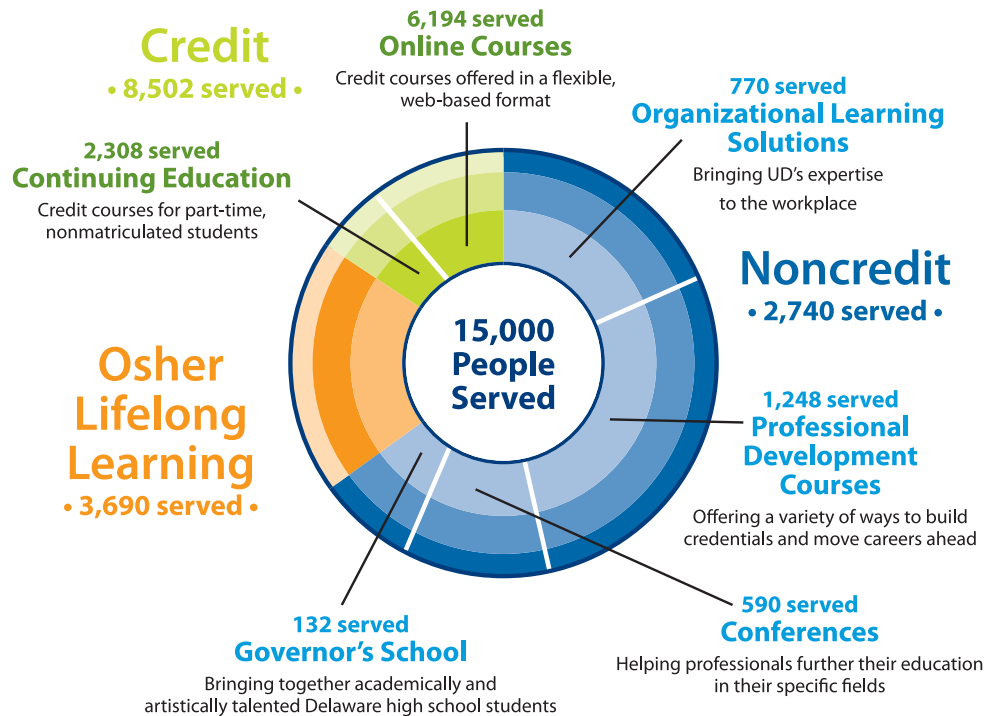 Credit
• 8,502 served •
6,194 served
Online Courses
Credit courses offered in a flexible,
web-based format
2,308 served
Continuing Education
Credit courses for part-time,
nonmatriculated students
770 served
Organizational Learning
Solutions
Bringing UD’s expertise
to the workplace
Noncredit
• 2,740 served •
15,000
People
Served
Osher
Lifelong
Learning
• 3,690 served •
1,248 served
Professional
Development
Courses
Offering a variety of ways to build
credentials and move careers ahead
590 served
Conferences
Helping professionals further their education
in their specific fields
132 served
Governor’s School
Bringing together academically and
artistically talented Delaware high school students